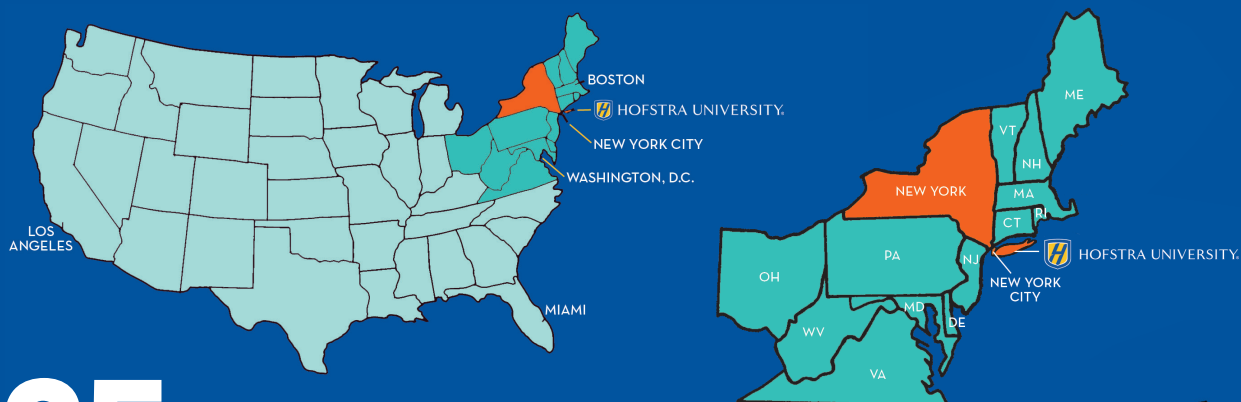 BOSTON
HOFSTRA UNIVERSITY®
NEW YORK CITY
WASHINGTON, D.C.
LOS
ANGELES
MIAMI
ME
VT
NH
NEW YORK
MA
CT
RI
PA
NJ
HOFSTRA UNIVERSITY®
NEW YORK
CITY
OH
MD
DE
WV
VA